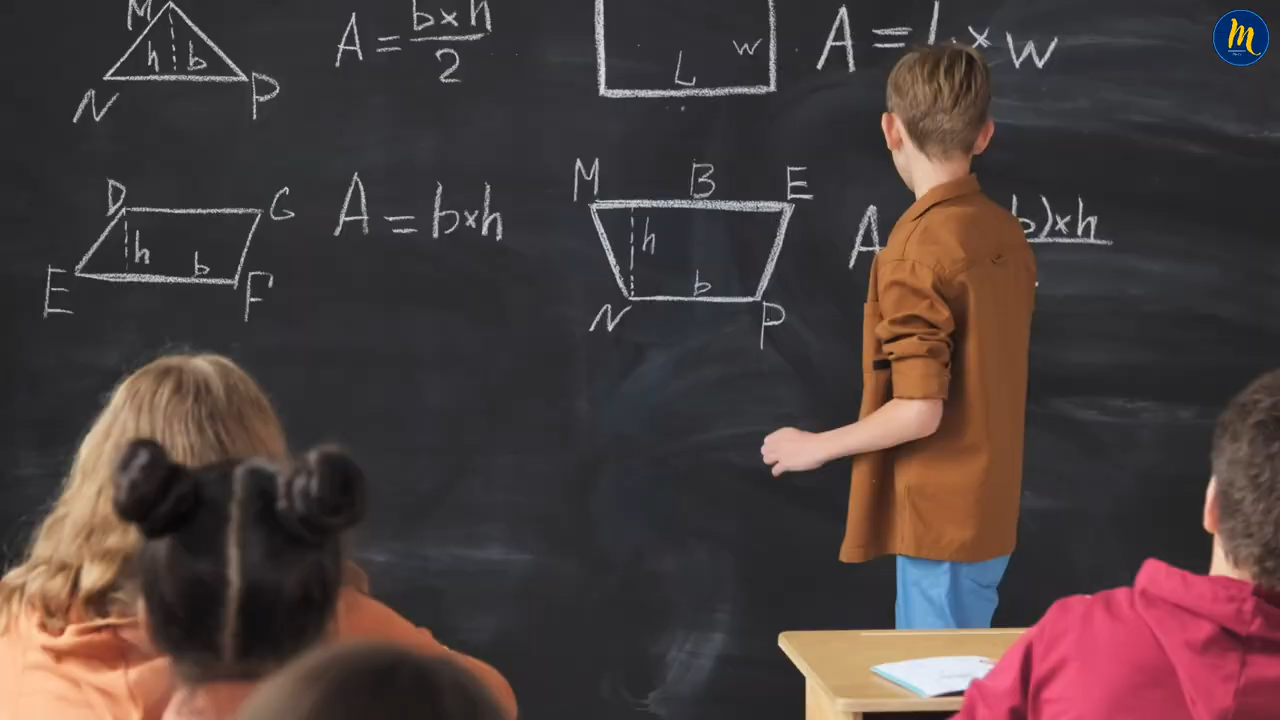 M
h b
N P
A = b×h
2
w
L
A = L × w
D G
h
b
E F
A = b×h
M B E
h
b
N P
A b)×h
m